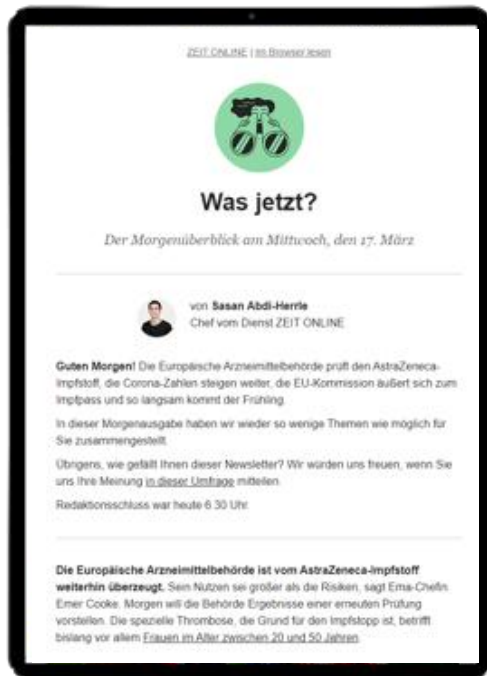 ZEIT ONLINE | Im Browser lesen
Was jetzt?
Der Morgenüberblick am Mittwoch, den 17. März
von Sasan Abdi-Herrle
Chef vom Dienst ZEIT ONLINE
Guten Morgen! Die Europäische Arzneimittelbehörde prüft den AstraZeneca-
Impfstoff, die Corona-Zahlen steigen weiter, die EU-Kommission äußert sich zum
Impfpass und so langsam kommt der Frühling.
In dieser Morgenausgabe haben wir wieder so wenige Themen wie möglich für
Sie zusammengestellt.
Übrigens, wie gefällt Ihnen dieser Newsletter? Wir würden uns freuen, wenn Sie
uns Ihre Meinung in dieser Umfrage mitteilen.
Redaktionsschluss war heute 6.30 Uhr.
Die Europäische Arzneimittelbehörde ist vom AstraZeneca-Impfstoff
weiterhin überzeugt. Sein Nutzen sei größer als die Risiken, sagt Ema-Chefin
Emer Cooke. Morgen will die Behörde Ergebnisse einer erneuten Prüfung
vorstellen. Die spezielle Thrombose, die Grund für den Impfstopp ist, betrifft
bislang vor allem Frauen im Alter zwischen 20 und 50 Jahren.